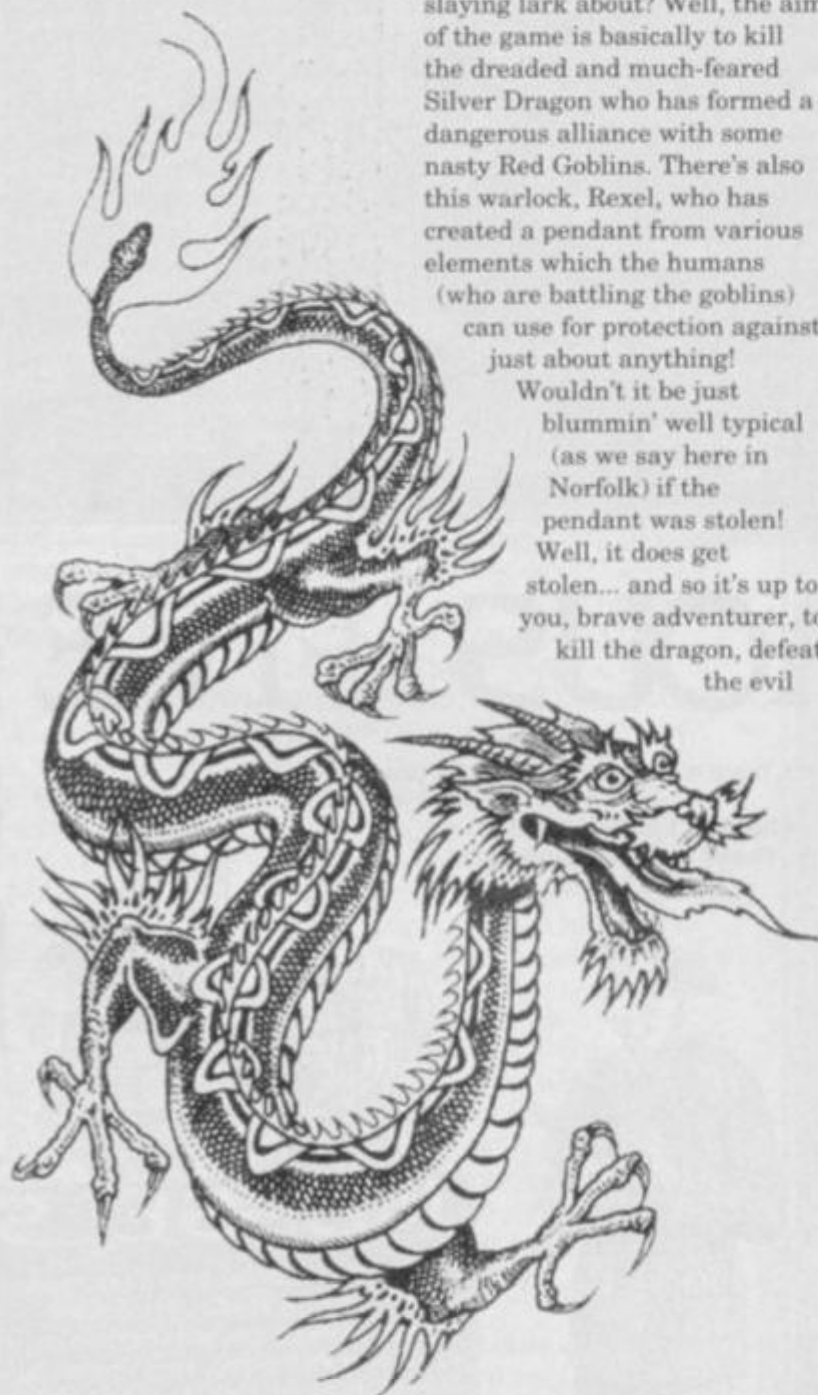 slaying lark about? Well, the aim
of the game is basically to kill
the dreaded and much-feared
Silver Dragon who has formed a
dangerous alliance with some
nasty Red Goblins. There's also
this warlock, Rexel, who has
created a pendant from various
elements which the humans
(who are battling the goblins)
can use for protection against
just about anything!
Wouldn't it be just
blummin' well typical
(as we say here in
Norfolk) if the
pendant was stolen!
Well, it does get
stolen... and so it's up to
you, brave adventurer, to
kill the dragon, defeat
the evil